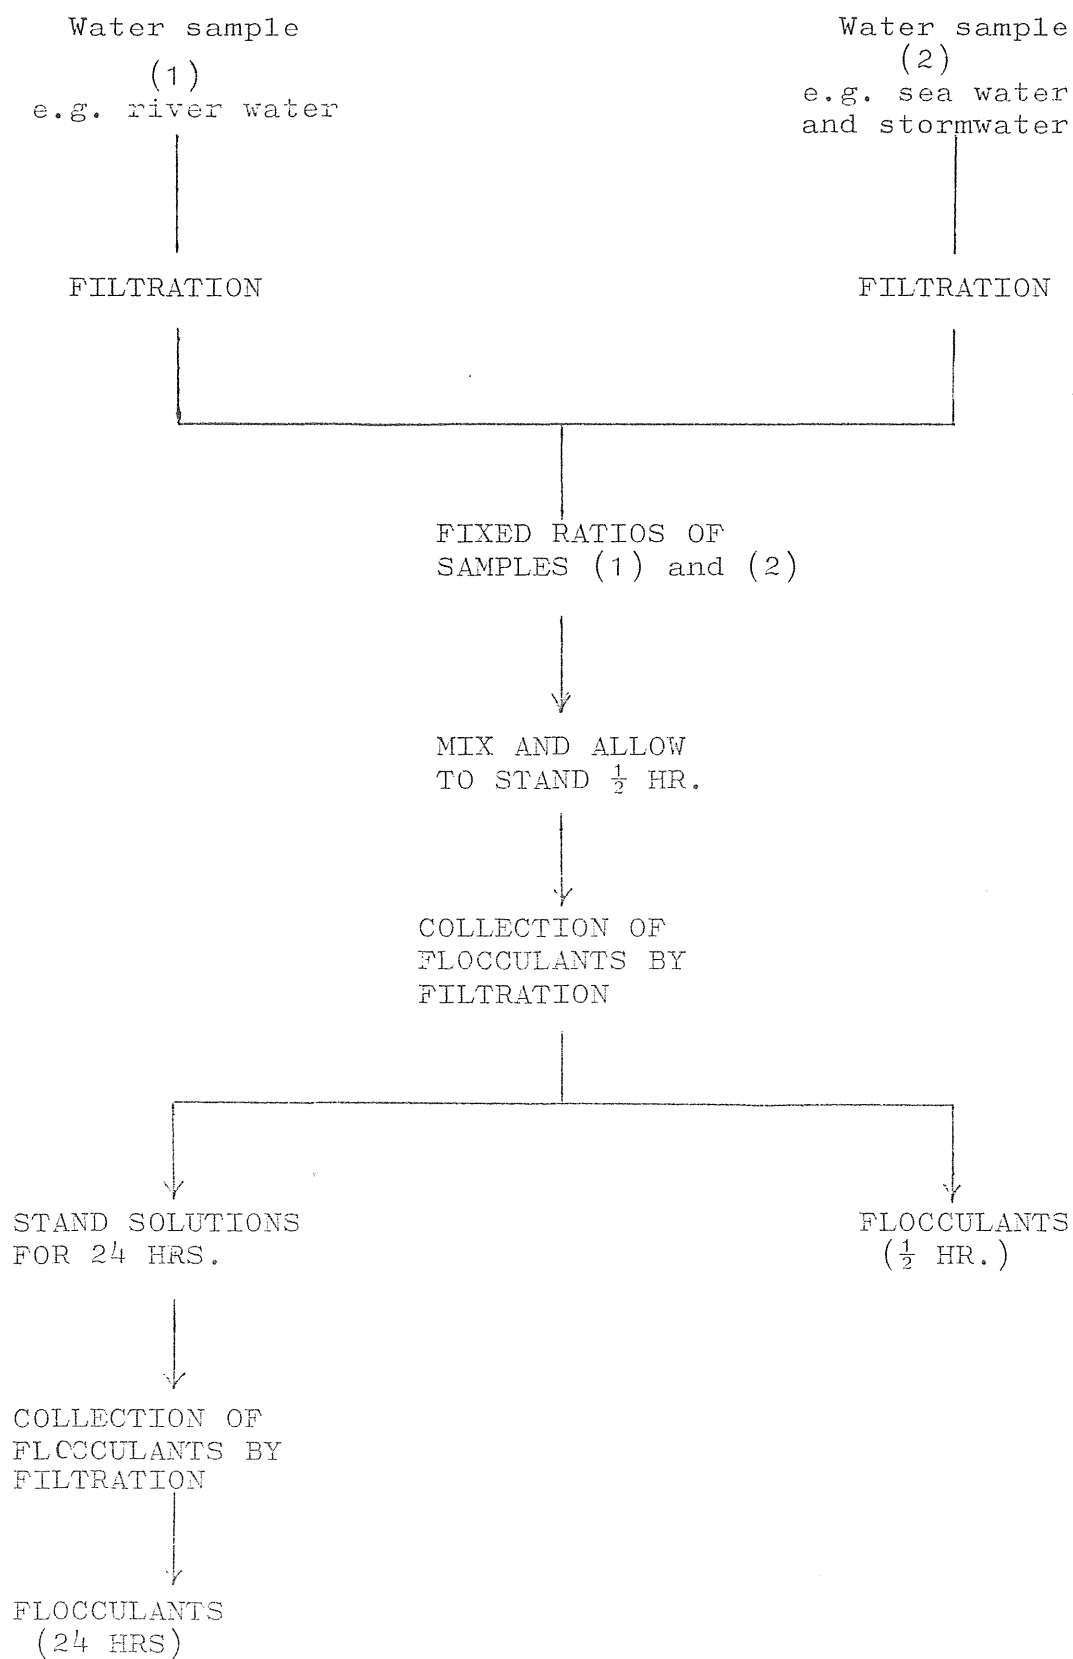 Water sample
(1)
e.g. river water
Water sample
(2)
e.g. sea water
and stormwater
FILTRATION
FILTRATION
FIXED RATIOS OF
SAMPLES (1) and (2)
MIX AND ALLOW
TO STAND ½ HR.
COLLECTION OF
FLOCCULANTS BY
FILTRATION
STAND SOLUTIONS
FOR 24 HRS.
FLOCCULANTS
(½ HR.)
COLLECTION OF
FLOCCULANTS BY
FILTRATION
FLOCCULANTS
(24 HRS)